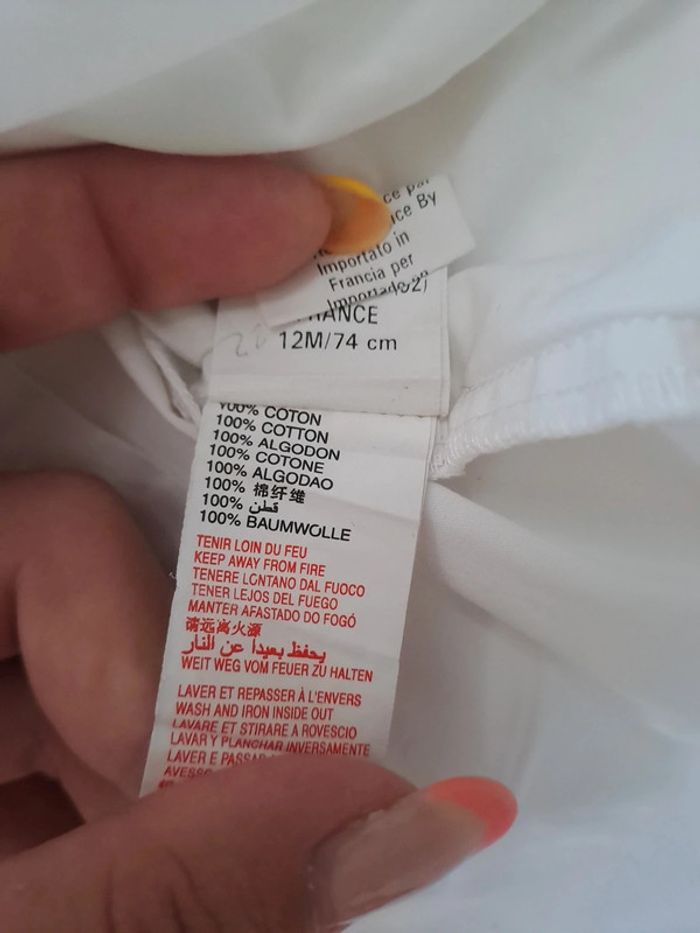 ce By
Importato in
Francia per
12M/74 cm
100% COTON
100% COTTON
100% ALGODON
100% COTONE
100% ALGODAO
100% 棉纤维
100% قطن
100% BAUMWOLLE
TENIR LOIN DU FEU
KEEP AWAY FROM FIRE
TENERE LONTANO DAL FUOCO
TENER LEJOS DEL FUEGO
MANTER AFASTADO DO FOGÓ
请远离火源
يحفظ بعيداً عن النار
WEIT WEG VOM FEUER ZU HALTEN
LAVER ET REPASSER À L'ENVERS
WASH AND IRON INSIDE OUT
LAVARE ET STIRARE A ROVESCIO
LAVAR Y PLANCHAR INVERSAMENTE
LAVER E